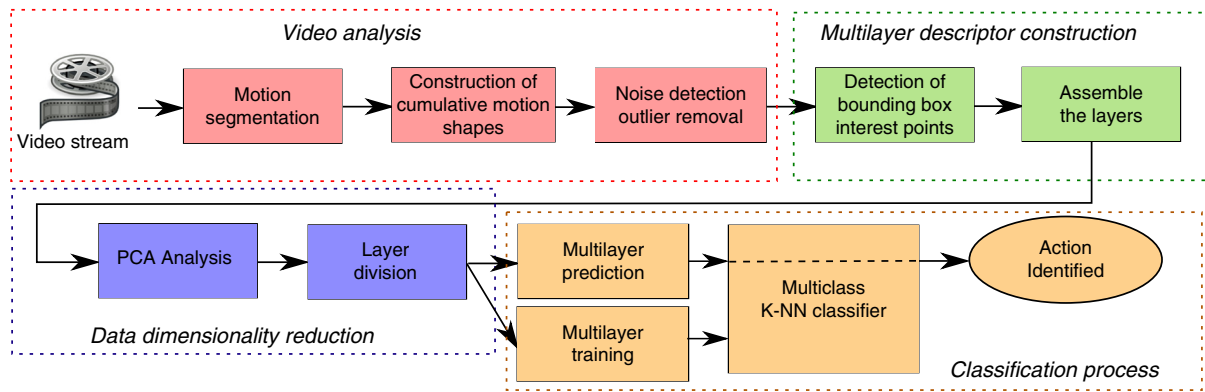 Video analysis
Multilayer descriptor construction
Video stream
Motion
segmentation
Construction of
cumulative motion
shapes
Noise detection
outlier removal
Detection of
bounding box
interest points
Assemble
the layers
PCA Analysis
Layer
division
Data dimensionality reduction
Multilayer
prediction
Multilayer
training
Multiclass
K-NN classifier
Action
Identified
Classification process